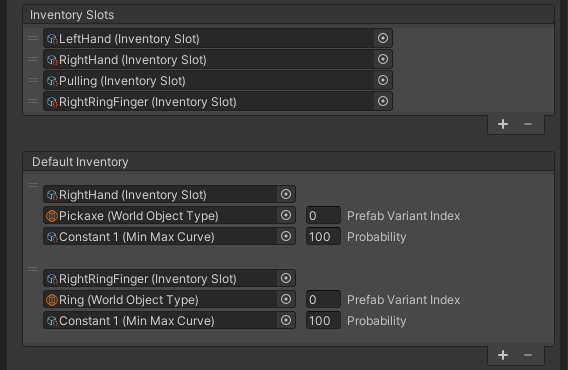 Inventory Slots
LeftHand (Inventory Slot)
RightHand (Inventory Slot)
Pulling (Inventory Slot)
RightRingFinger (Inventory Slot)
+ −
Default Inventory
RightHand (Inventory Slot)
Pickaxe (World Object Type) 0 Prefab Variant Index
Constant 1 (Min Max Curve) 100 Probability
RightRingFinger (Inventory Slot)
Ring (World Object Type) 0 Prefab Variant Index
Constant 1 (Min Max Curve) 100 Probability
+ −